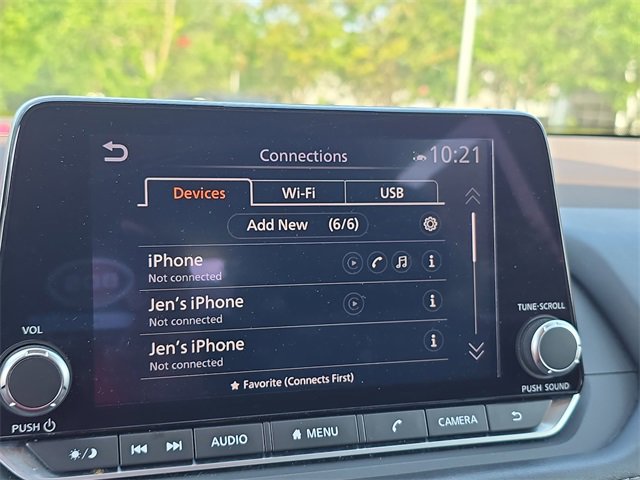 Connections
10:21
Devices
Wi-Fi
USB
Add New (6/6)
iPhone
Not connected
Jen's iPhone
Not connected
Jen's iPhone
Not connected
Favorite (Connects First)
VOL
PUSH
TUNE·SCROLL
PUSH SOUND
AUDIO
MENU
CAMERA